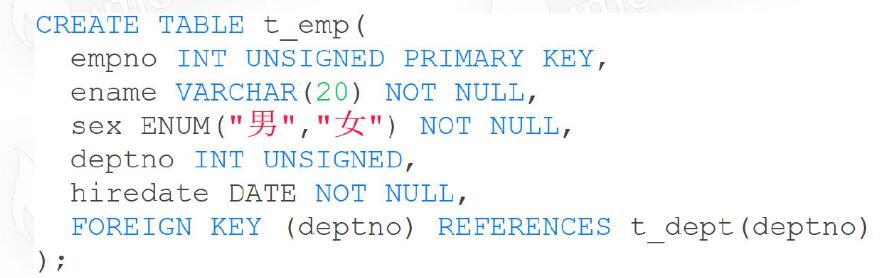 CREATE TABLE t_emp(
empno INT UNSIGNED PRIMARY KEY,
ename VARCHAR(20) NOT NULL,
sex ENUM("男","女") NOT NULL,
deptno INT UNSIGNED,
hiredate DATE NOT NULL,
FOREIGN KEY (deptno) REFERENCES t_dept(deptno)
);